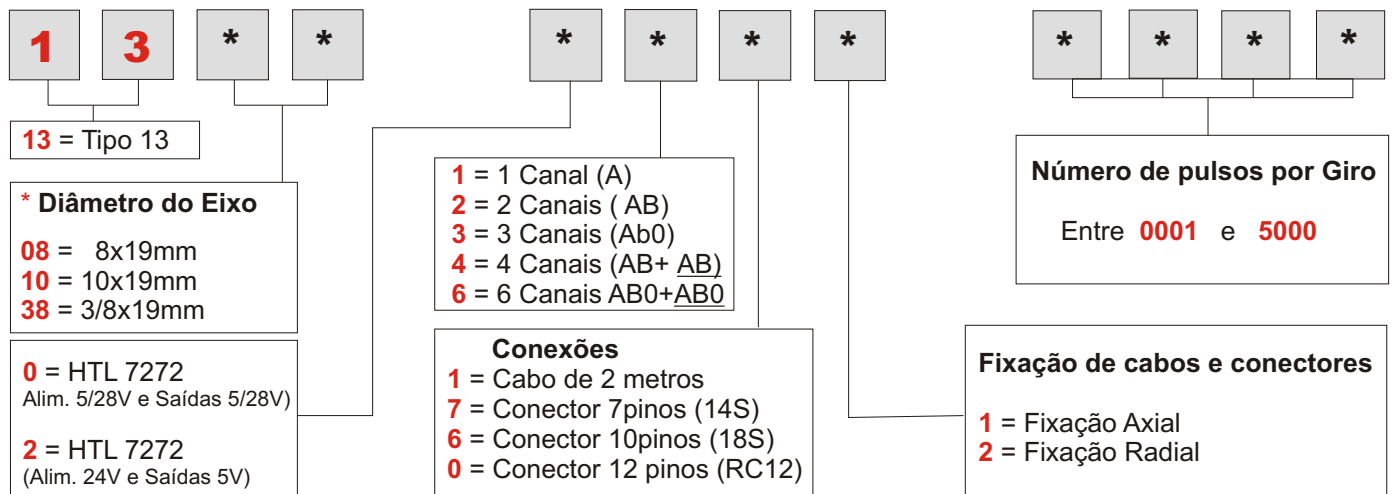 1 3 * * * * * * * * * *
13 = Tipo 13
* Diâmetro do Eixo
08 = 8x19mm
10 = 10x19mm
38 = 3/8x19mm
0 = HTL 7272
Alim. 5/28V e Saídas 5/28V)
2 = HTL 7272
(Alim. 24V e Saídas 5V)
1 = 1 Canal (A)
2 = 2 Canais ( AB)
3 = 3 Canais (Ab0)
4 = 4 Canais (AB+ AB)
6 = 6 Canais AB0+AB0
Conexões
1 = Cabo de 2 metros
7 = Conector 7pinos (14S)
6 = Conector 10pinos (18S)
0 = Conector 12 pinos (RC12)
Número de pulsos por Giro
Entre 0001 e 5000
Fixação de cabos e conectores
1 = Fixação Axial
2 = Fixação Radial